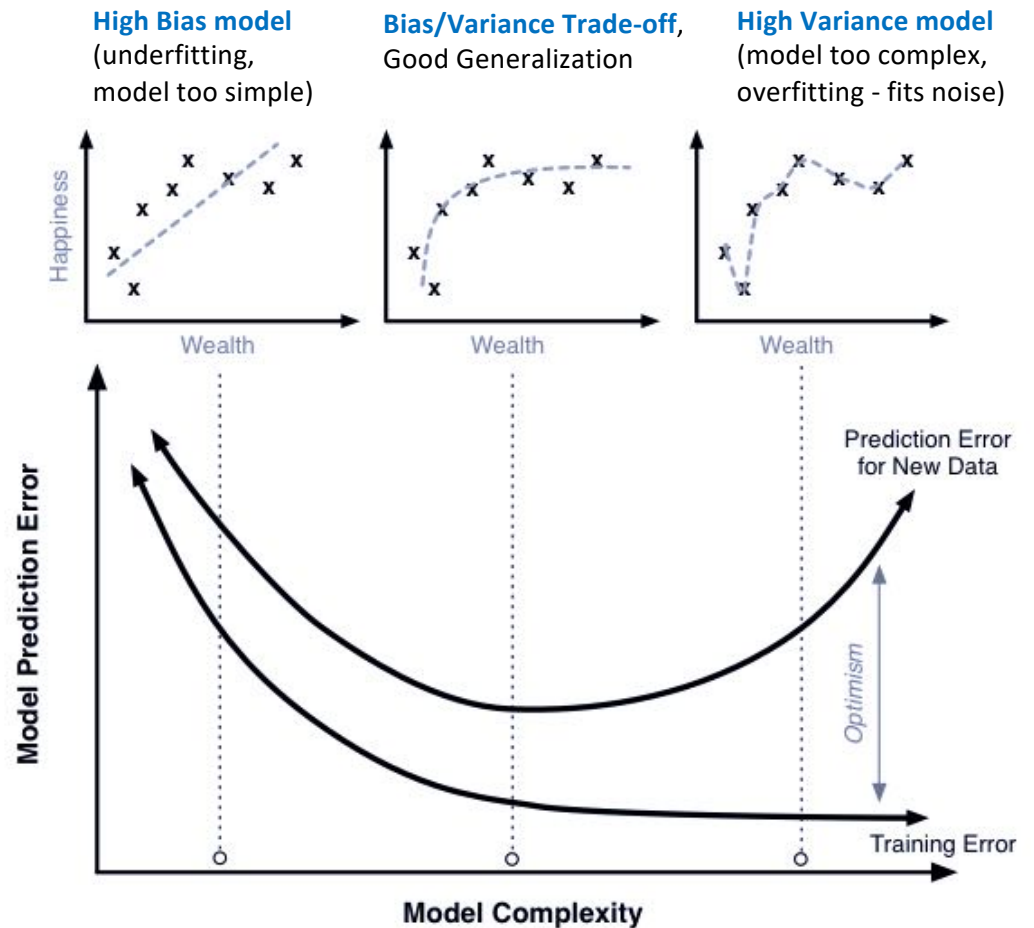 High Bias model
(underfitting,
model too simple)
Bias/Variance Trade-off,
Good Generalization
High Variance model
(model too complex,
overfitting - fits noise)
Happiness
Wealth
Wealth
Wealth
Model Prediction Error
Prediction Error
for New Data
Optimism
Training Error
Model Complexity